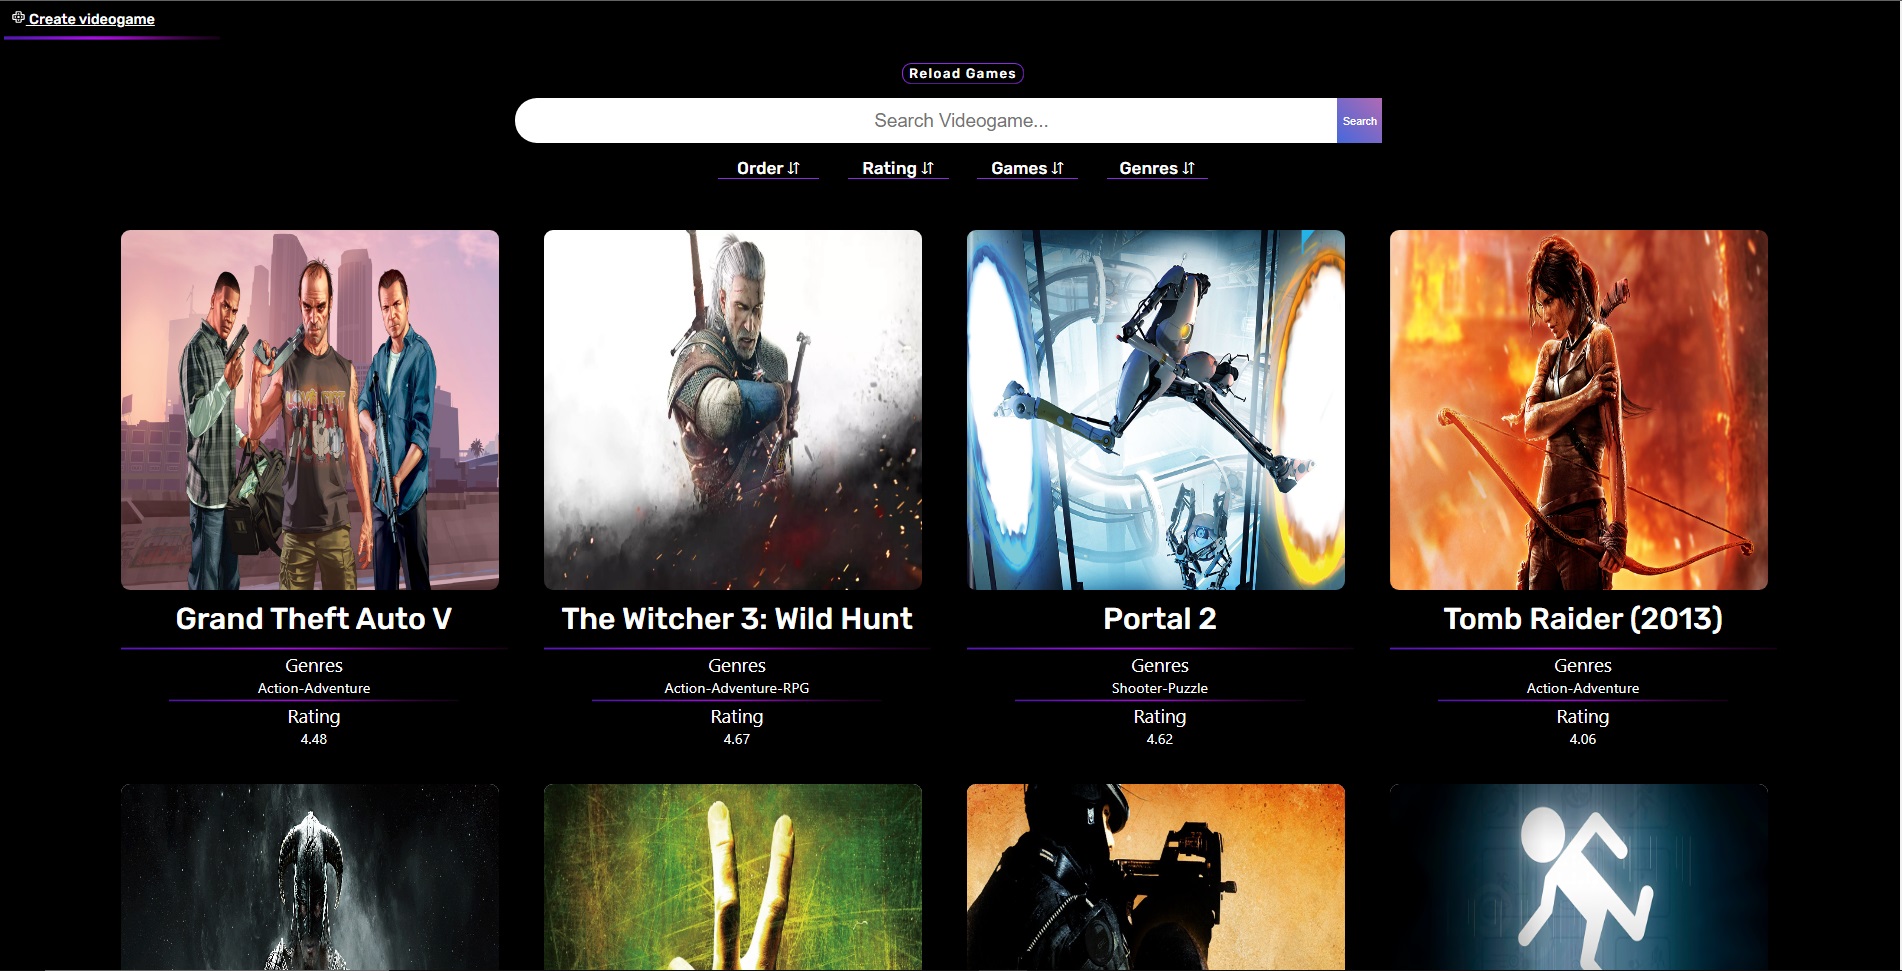 Create videogame
Reload Games
Search Videogame...
Search
Order ⇵ Rating ⇵ Games ⇵ Genres ⇵
Grand Theft Auto V
Genres
Action-Adventure
Rating
4.48
The Witcher 3: Wild Hunt
Genres
Action-Adventure-RPG
Rating
4.67
Portal 2
Genres
Shooter-Puzzle
Rating
4.62
Tomb Raider (2013)
Genres
Action-Adventure
Rating
4.06